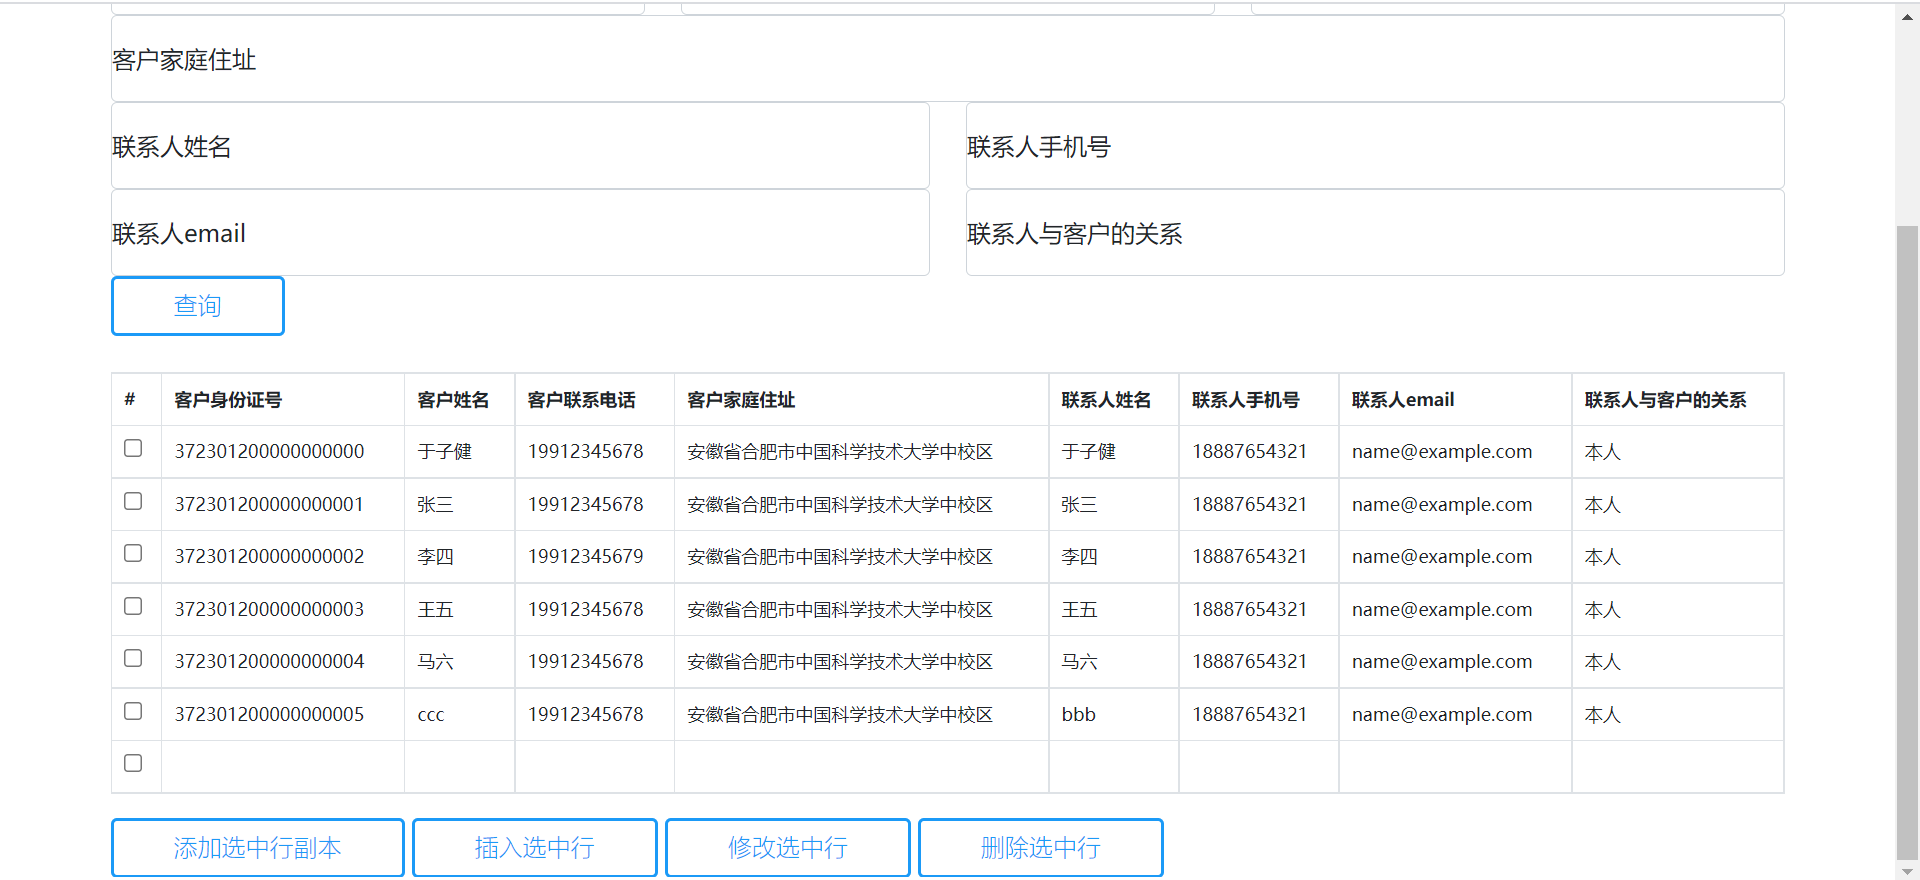 客户家庭住址
联系人姓名 联系人手机号
联系人email 联系人与客户的关系
查询
# 客户身份证号 客户姓名 客户联系电话 客户家庭住址 联系人姓名 联系人手机号 联系人email 联系人与客户的关系
372301200000000000 于子健 19912345678 安徽省合肥市中国科学技术大学中校区 于子健 18887654321 name@example.com 本人
372301200000000001 张三 19912345678 安徽省合肥市中国科学技术大学中校区 张三 18887654321 name@example.com 本人
372301200000000002 李四 19912345679 安徽省合肥市中国科学技术大学中校区 李四 18887654321 name@example.com 本人
372301200000000003 王五 19912345678 安徽省合肥市中国科学技术大学中校区 王五 18887654321 name@example.com 本人
372301200000000004 马六 19912345678 安徽省合肥市中国科学技术大学中校区 马六 18887654321 name@example.com 本人
372301200000000005 ccc 19912345678 安徽省合肥市中国科学技术大学中校区 bbb 18887654321 name@example.com 本人
添加选中行副本 插入选中行 修改选中行 删除选中行